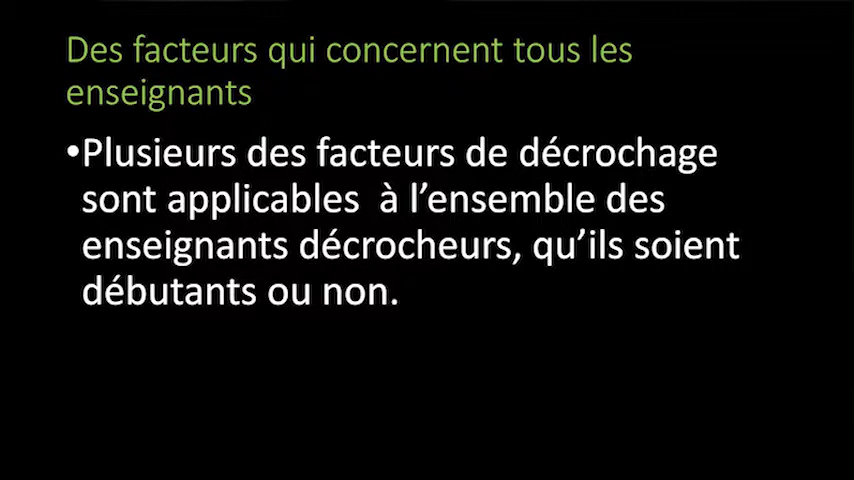 Des facteurs qui concernent tous les
enseignants
•Plusieurs des facteurs de décrochage
sont applicables à l’ensemble des
enseignants décrocheurs, qu’ils soient
débutants ou non.